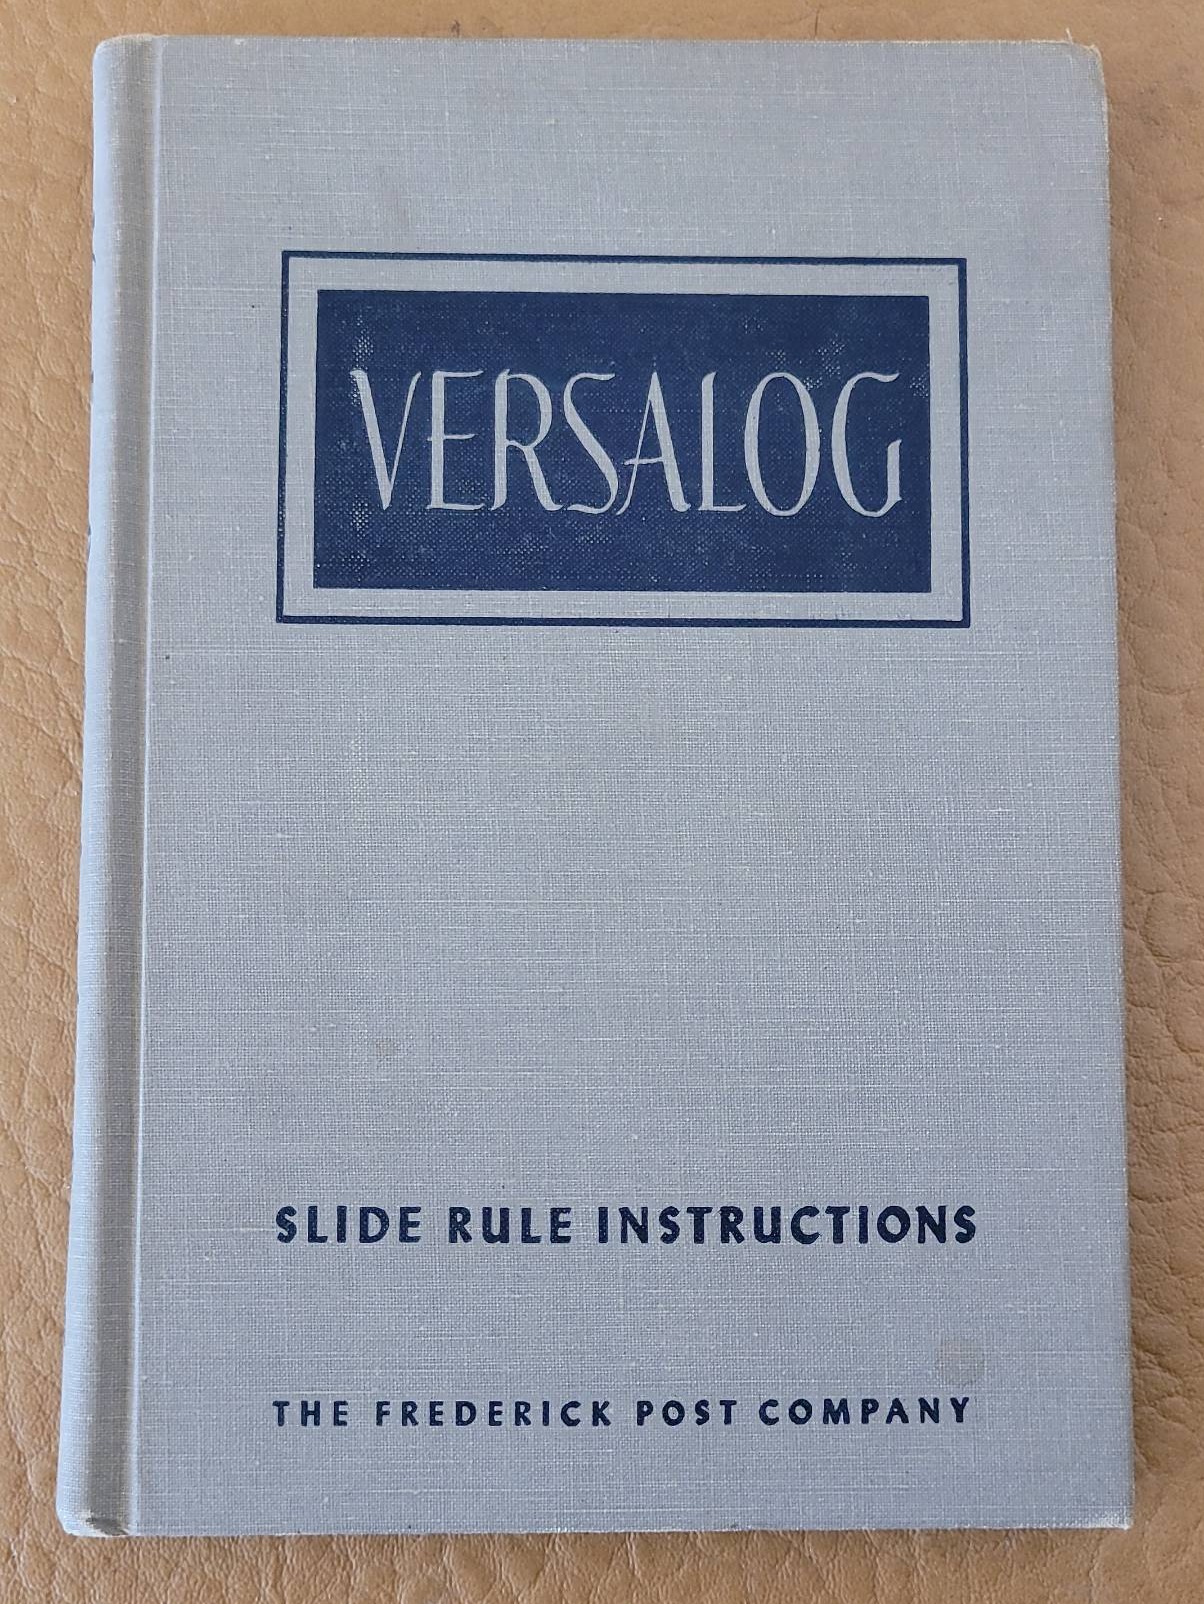 VERSALOG
SLIDE RULE INSTRUCTIONS
THE FREDERICK POST COMPANY